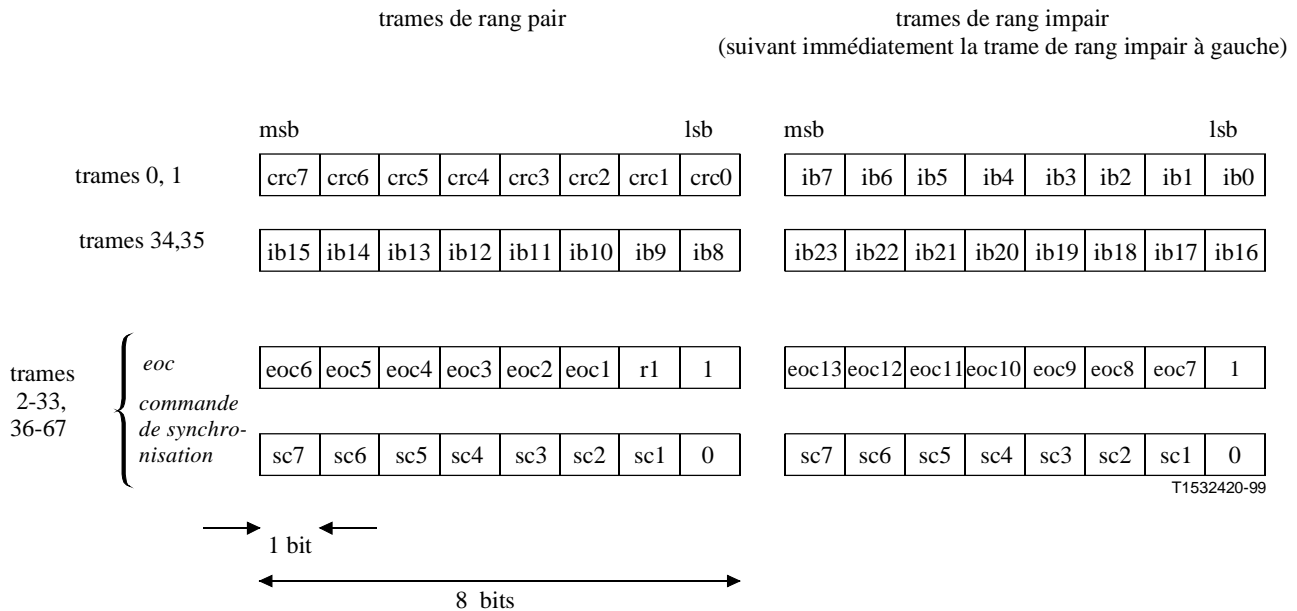 trames de rang pair
trames de rang impair
(suivant immédiatement la trame de rang impair à gauche)
msb lsb msb lsb
trames 0, 1 crc7 crc6 crc5 crc4 crc3 crc2 crc1 crc0 ib7 ib6 ib5 ib4 ib3 ib2 ib1 ib0
trames 34,35 ib15 ib14 ib13 ib12 ib11 ib10 ib9 ib8 ib23 ib22 ib21 ib20 ib19 ib18 ib17 ib16
trames
2-33,
36-67
eoc eoc6 eoc5 eoc4 eoc3 eoc2 eoc1 r1 1 eoc13 eoc12 eoc11 eoc10 eoc9 eoc8 eoc7 1
commande
de synchro-
nisation sc7 sc6 sc5 sc4 sc3 sc2 sc1 0 sc7 sc6 sc5 sc4 sc3 sc2 sc1 0
T1532420-99
1 bit
8 bits